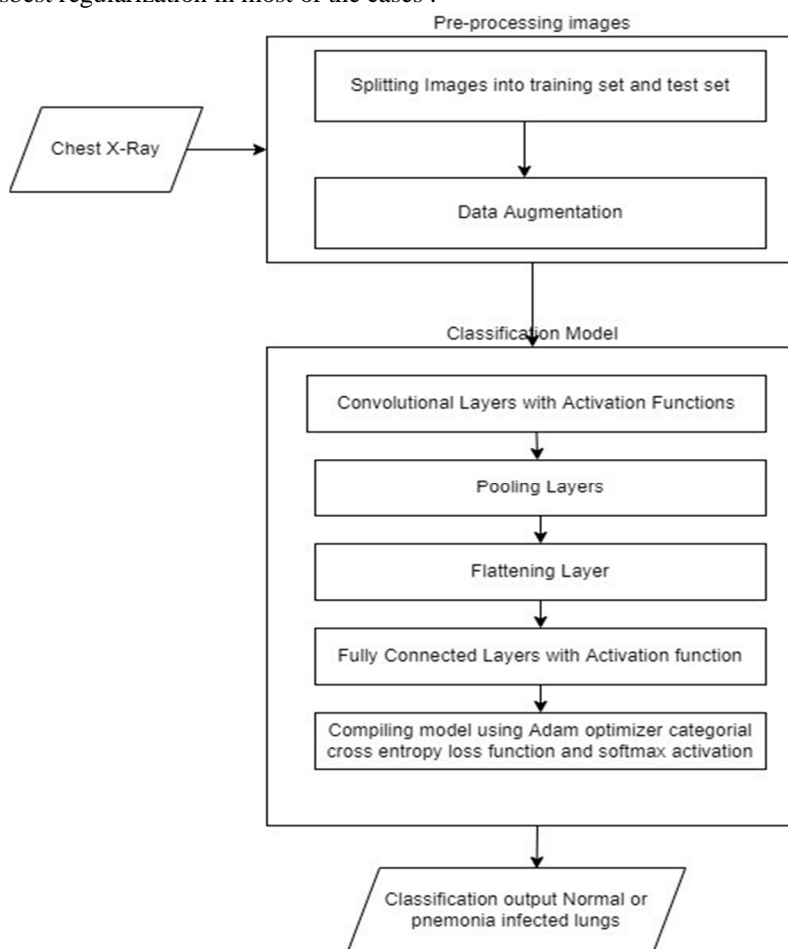 best regularization in most of the cases .
Pre-processing images
Splitting Images into training set and test set
Chest X-Ray
Data Augmentation
Classification Model
Convolutional Layers with Activation Functions
Pooling Layers
Flattening Layer
Fully Connected Layers with Activation function
Compiling model using Adam optimizer categorial
cross entropy loss function and softmax activation
Classification output Normal or
pnemonia infected lungs